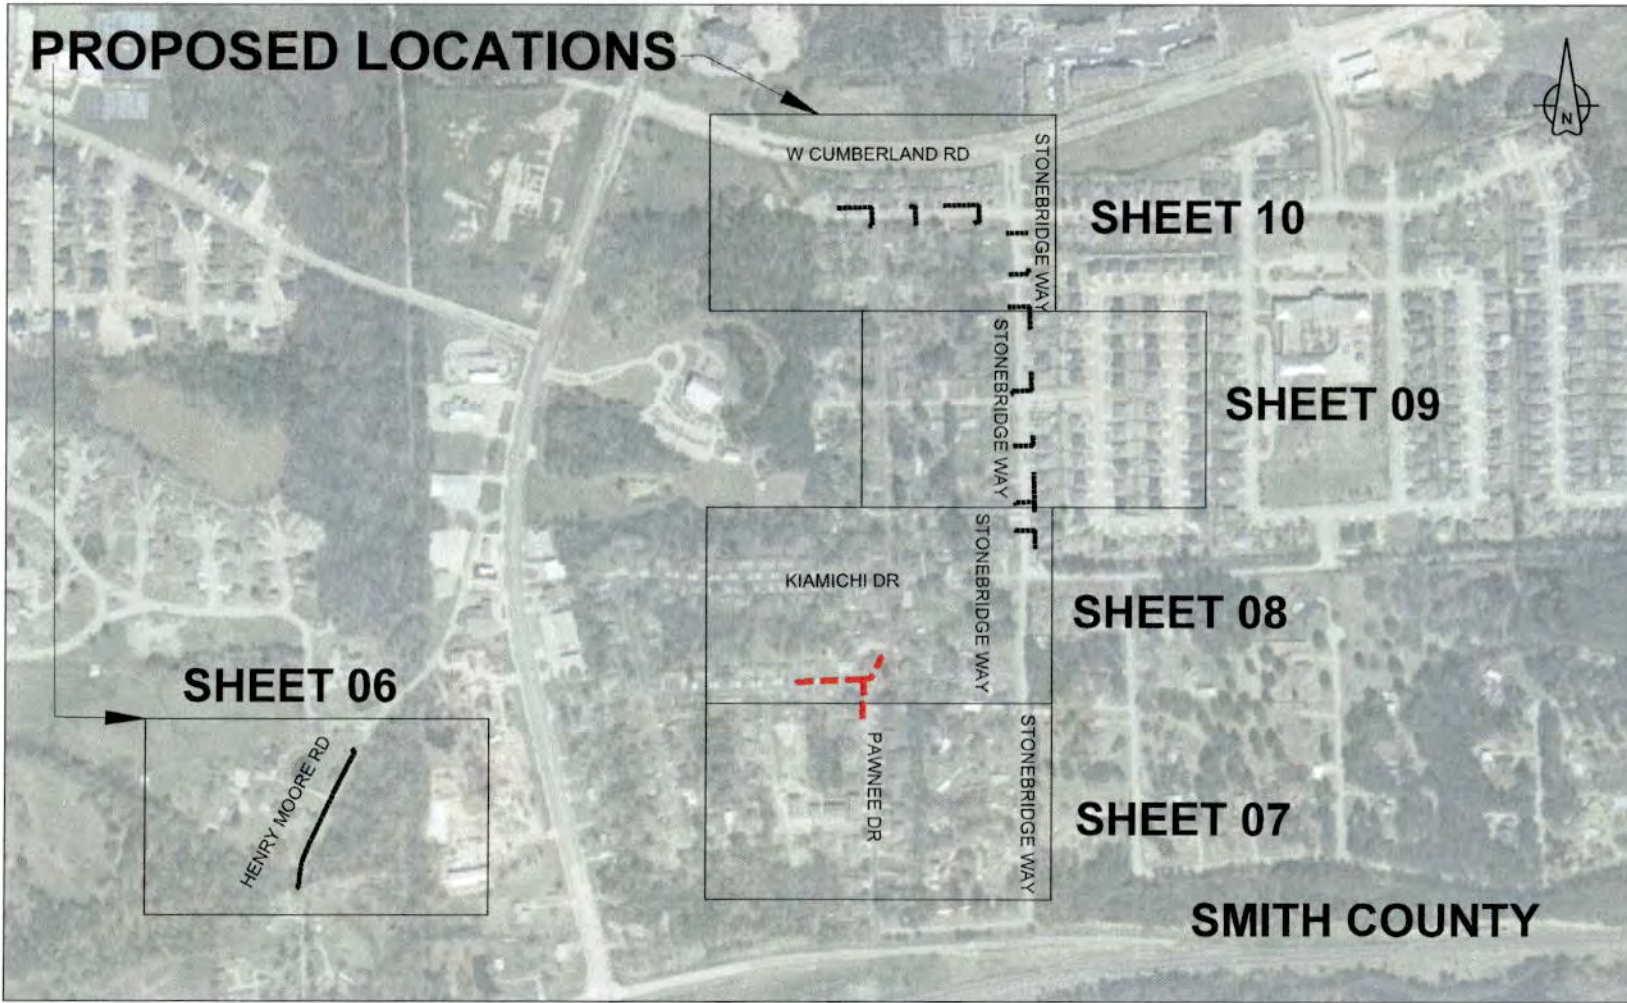 PROPOSED LOCATIONS
N
W CUMBERLAND RD
STONEBRIDGE WAY
SHEET 10
STONEBRIDGE WAY
SHEET 09
STONEBRIDGE WAY
KIAMICHI DR
SHEET 08
SHEET 06
HENRY MOORE RD
PAWNEE DR
STONEBRIDGE WAY
SHEET 07
SMITH COUNTY